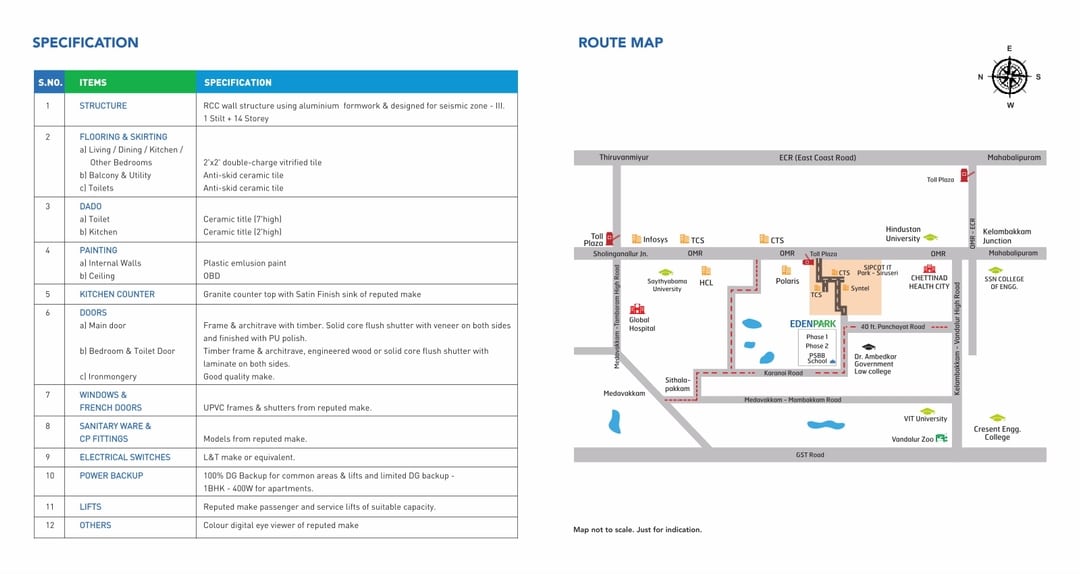 SPECIFICATION
S.NO. ITEMS SPECIFICATION
1 STRUCTURE RCC wall structure using aluminium formwork & designed for seismic zone - III.
1 Stilt + 14 Storey
2 FLOORING & SKIRTING
a) Living / Dining / Kitchen /
Other Bedrooms 2'x2' double-charge vitrified tile
b) Balcony & Utility Anti-skid ceramic tile
c) Toilets Anti-skid ceramic tile
3 DADO
a) Toilet Ceramic title (7'high)
b) Kitchen Ceramic title (2'high)
4 PAINTING
a) Internal Walls Plastic emlusion paint
b) Ceiling OBD
5 KITCHEN COUNTER Granite counter top with Satin Finish sink of reputed make
6 DOORS
a) Main door Frame & architrave with timber. Solid core flush shutter with veneer on both sides
and finished with PU polish.
b) Bedroom & Toilet Door Timber frame & architrave, engineered wood or solid core flush shutter with
laminate on both sides.
c) Ironmongery Good quality make.
7 WINDOWS &
FRENCH DOORS UPVC frames & shutters from reputed make.
8 SANITARY WARE &
CP FITTINGS Models from reputed make.
9 ELECTRICAL SWITCHES L&T make or equivalent.
10 POWER BACKUP 100% DG Backup for common areas & lifts and limited DG backup -
1BHK - 400W for apartments.
11 LIFTS Reputed make passenger and service lifts of suitable capacity.
12 OTHERS Colour digital eye viewer of reputed make
ROUTE MAP
E
N S
W
Thiruvanmiyur ECR (East Coast Road) Mahabalipuram
Toll Plaza
OMR - ECR
Toll
Plaza
Infosys
TCS
CTS
Hindustan
University
Kelambakkam
Junction
Sholinganallur Jn. OMR OMR Toll Plaza OMR Mahabalipuram
Medavakkam -Tambaram High Road
Saythyabama
University
HCL
Polaris
CTS
SIPCOT IT
Park - Siruseri
TCS
Syntel
CHETTINAD
HEALTH CITY
SSN COLLEGE
OF ENGG.
Global
Hospital
EDENPARK
Phase 1
Phase 2
PSBB
School
40 ft. Panchayat Road
Kelambakkam - Vandalur High Road
Dr. Ambedkar
Government
Law college
Karanai Road
Sithala-
pakkam
Medavakkam
Medavakkam - Mambakkam Road
VIT University
Vandalur Zoo
Cresent Engg.
College
GST Road
Map not to scale. Just for indication.